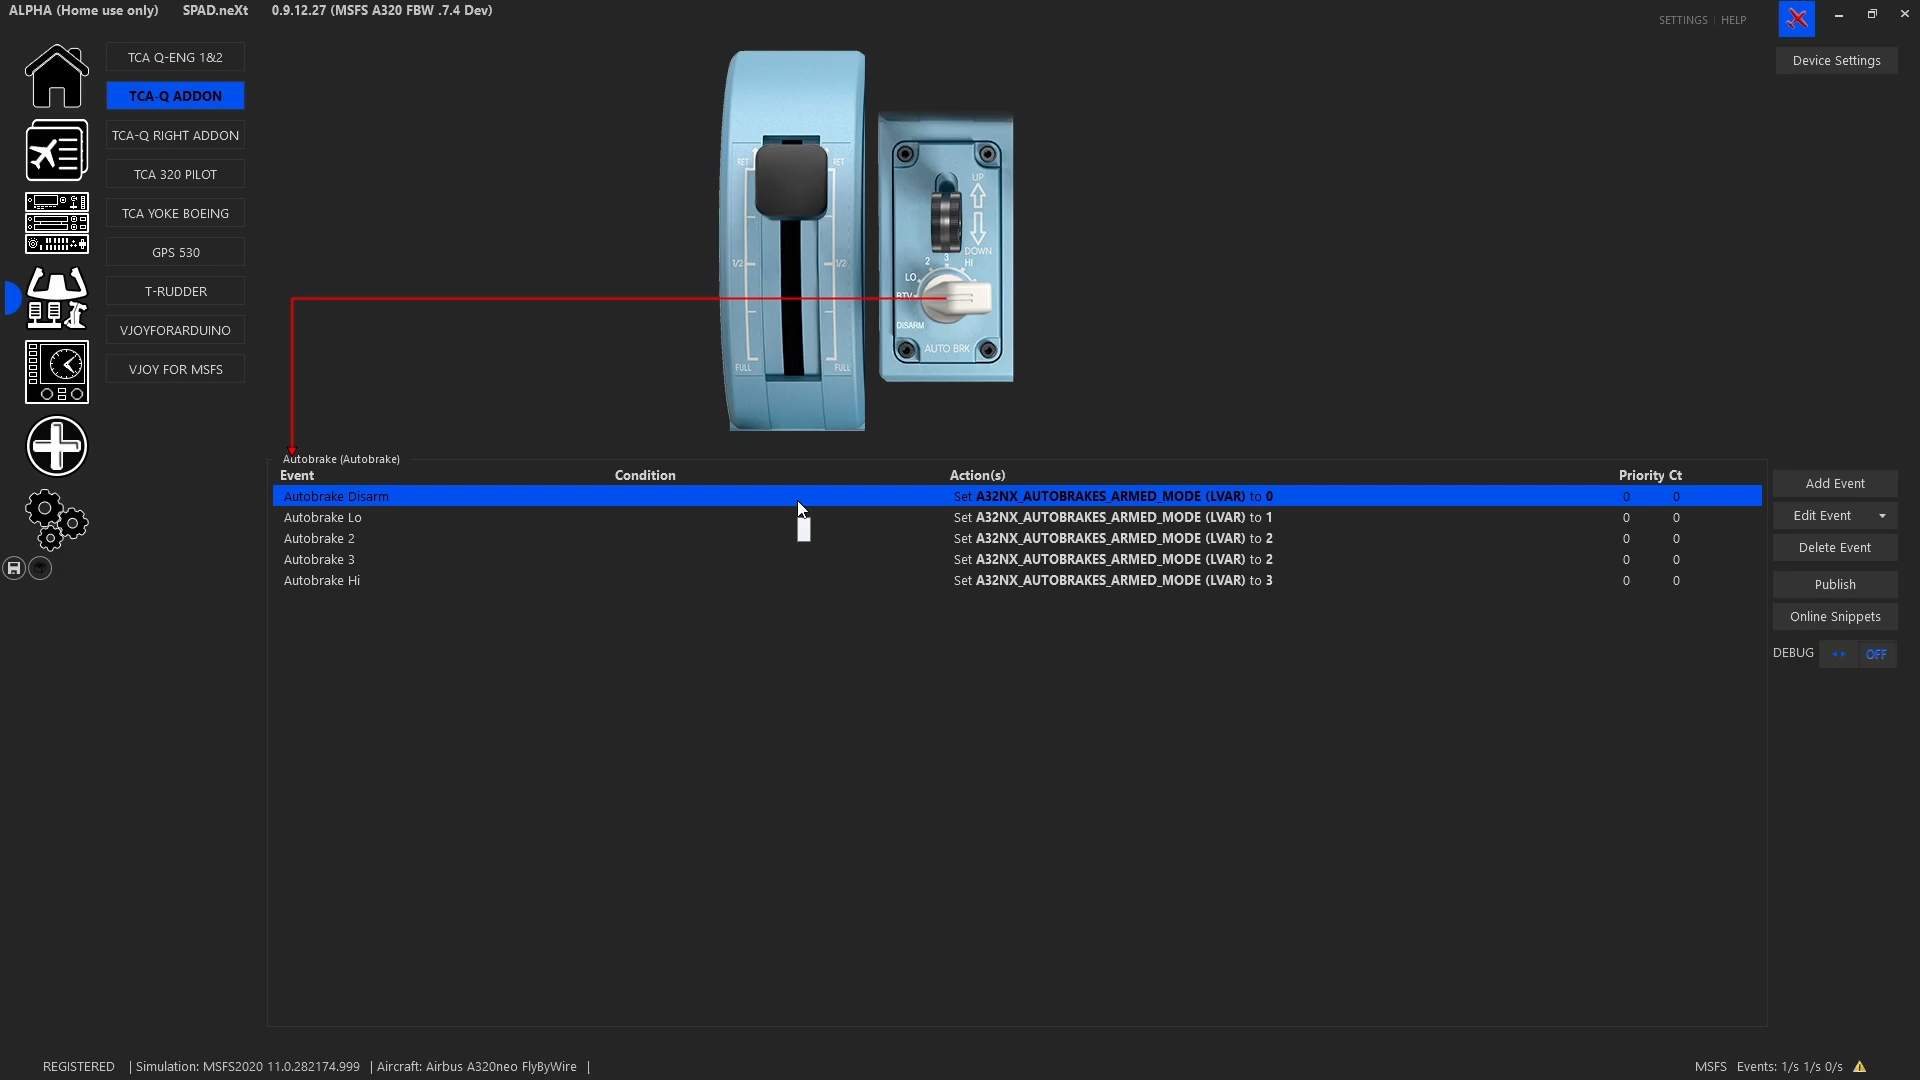 ALPHA (Home use only) SPAD.neXt 0.9.12.27 (MSFS A320 FBW .7.4 Dev)
SETTINGS | HELP
Device Settings
TCA Q-ENG 1&2
TCA-Q ADDON
TCA-Q RIGHT ADDON
TCA 320 PILOT
TCA YOKE BOEING
GPS 530
T-RUDDER
VJOYFORARDUINO
VJOY FOR MSFS
RET RET
1/2 1/2
FULL FULL
UP
DOWN
2 3 HI
LO
BTV
DISARM
AUTO BRK
Autobrake (Autobrake)
Event Condition Action(s) Priority Ct
Autobrake Disarm Set A32NX_AUTOBRAKES_ARMED_MODE (LVAR) to 0 0 0
Autobrake Lo Set A32NX_AUTOBRAKES_ARMED_MODE (LVAR) to 1 0 0
Autobrake 2 Set A32NX_AUTOBRAKES_ARMED_MODE (LVAR) to 2 0 0
Autobrake 3 Set A32NX_AUTOBRAKES_ARMED_MODE (LVAR) to 2 0 0
Autobrake Hi Set A32NX_AUTOBRAKES_ARMED_MODE (LVAR) to 3 0 0
Add Event
Edit Event
Delete Event
Publish
Online Snippets
DEBUG OFF
REGISTERED | Simulation: MSFS2020 11.0.282174.999 | Aircraft: Airbus A320neo FlyByWire |
MSFS Events: 1/s 1/s 0/s